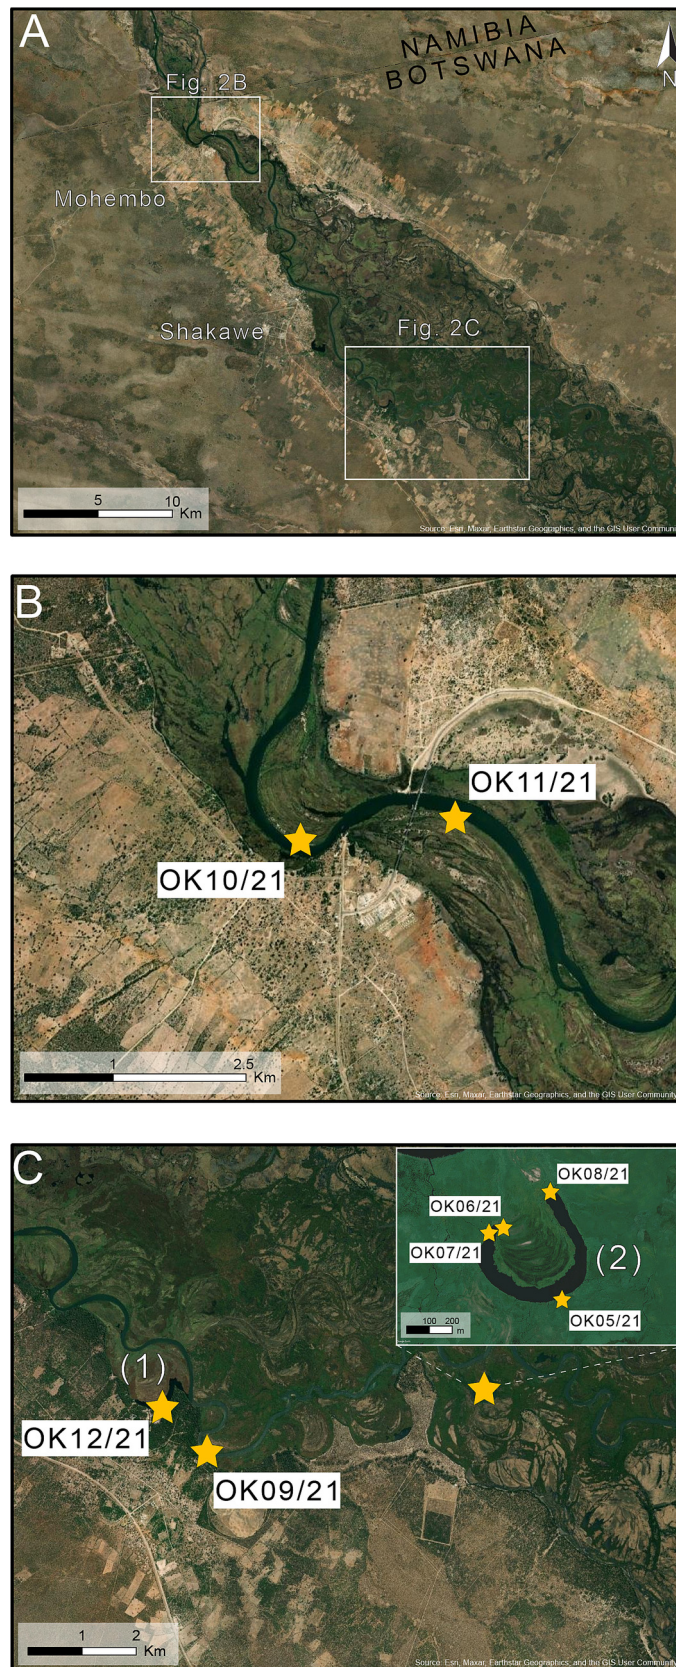 A
NAMIBIA
BOTSWANA
N
Fig. 2B
Mohembo
Shakawe
Fig. 2C
5 10
Km
Source: Esri, Maxar, Earthstar Geographics, and the GIS User Communi
B
OK11/21
OK10/21
1 2.5
Km
Source: Esri, Maxar, Earthstar Geographics, and the GIS User Community
C
OK08/21
OK06/21
OK07/21
(2)
OK05/21
100 200
m
(1)
OK12/21
OK09/21
1 2
Km
Source: Esri, Maxar, Earthstar Geographics, and the GIS User Community